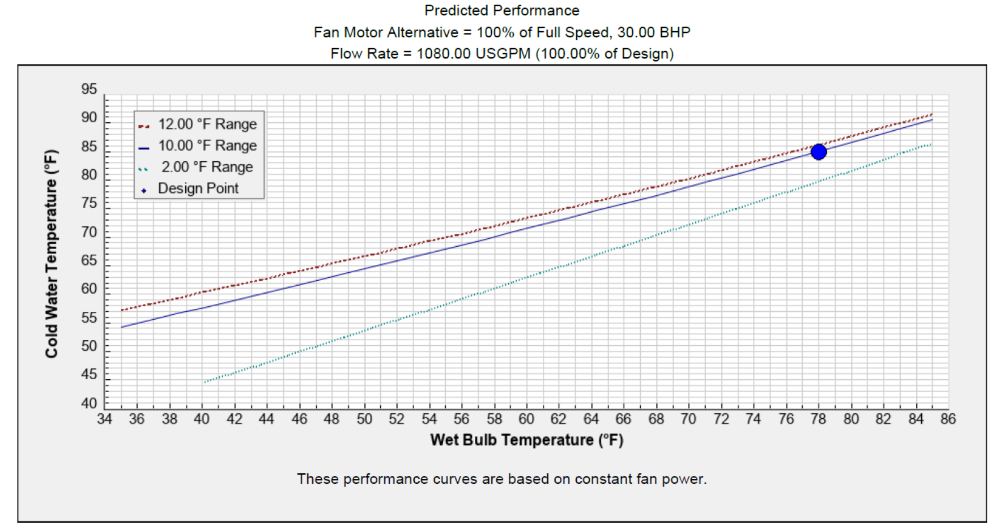 Predicted Performance
Fan Motor Alternative = 100% of Full Speed, 30.00 BHP
Flow Rate = 1080.00 USGPM (100.00% of Design)
95
90
85
80
75
70
65
60
55
50
45
40
Cold Water Temperature (°F)
12.00 °F Range
10.00 °F Range
2.00 °F Range
Design Point
34 36 38 40 42 44 46 48 50 52 54 56 58 60 62 64 66 68 70 72 74 76 78 80 82 84 86
Wet Bulb Temperature (°F)
These performance curves are based on constant fan power.